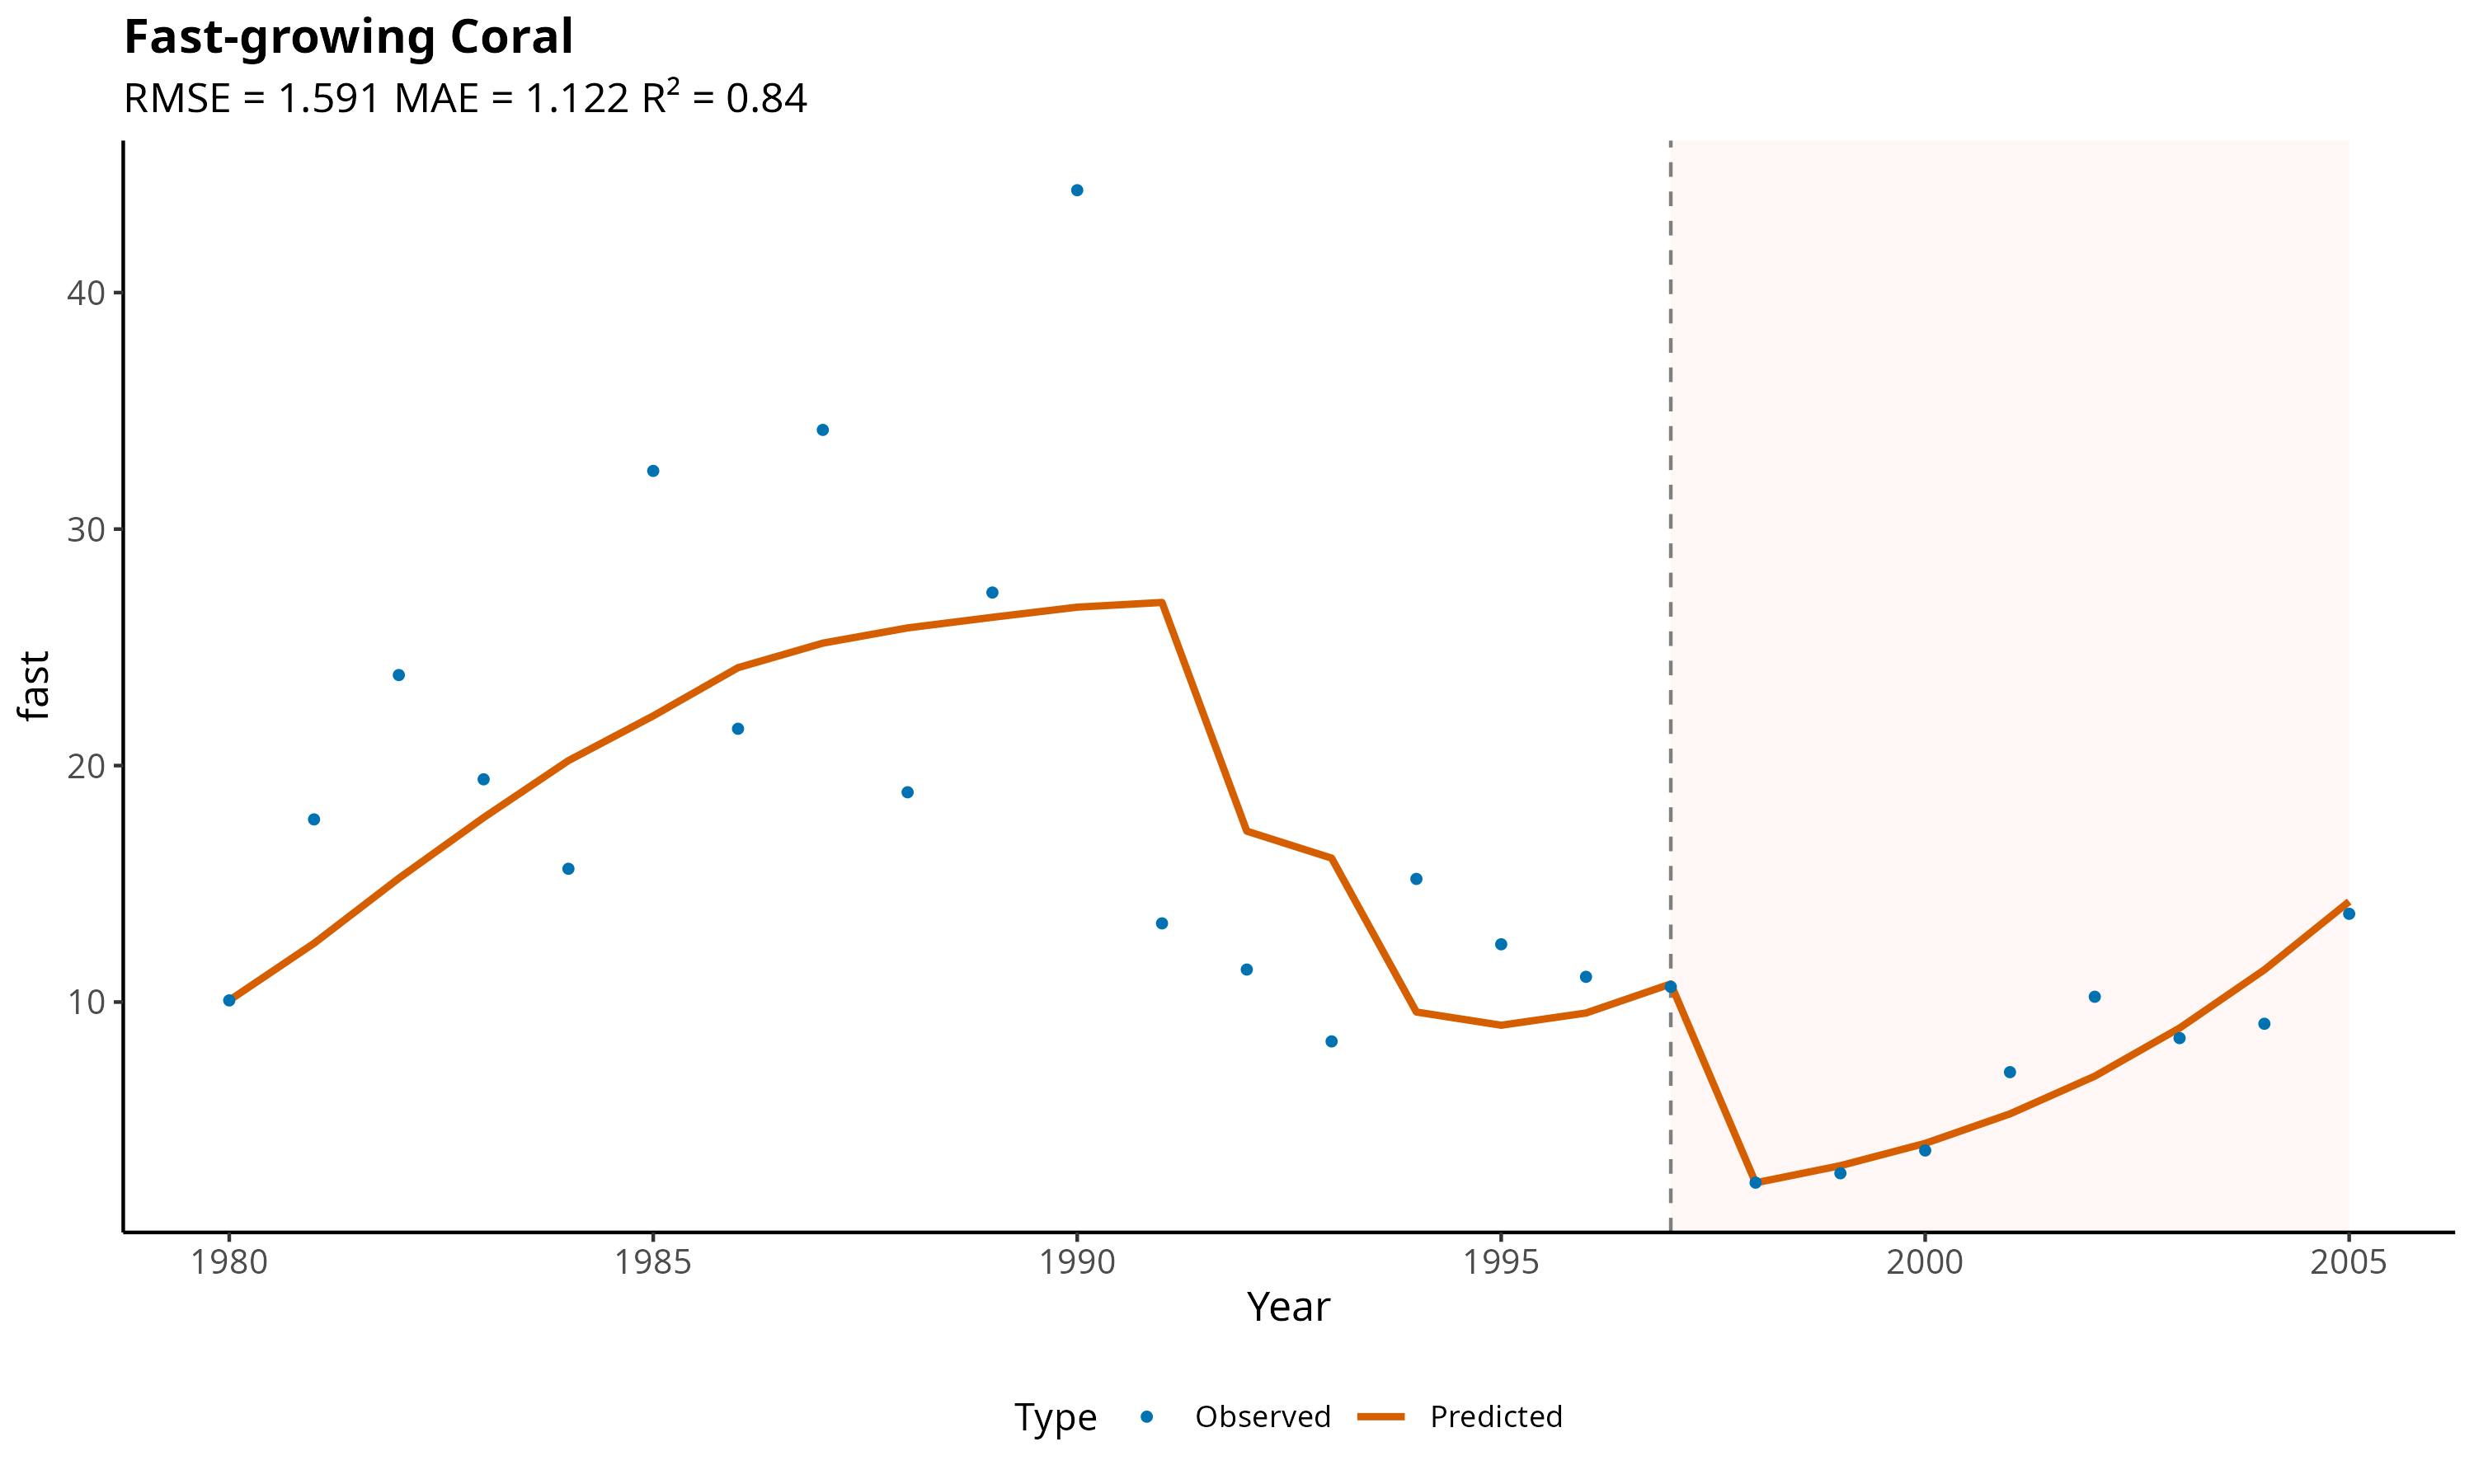 Fast-growing Coral
RMSE = 1.591 MAE = 1.122 R² = 0.84
40
30
20
10
fast
1980 1985 1990 1995 2000 2005
Year
Type Observed Predicted